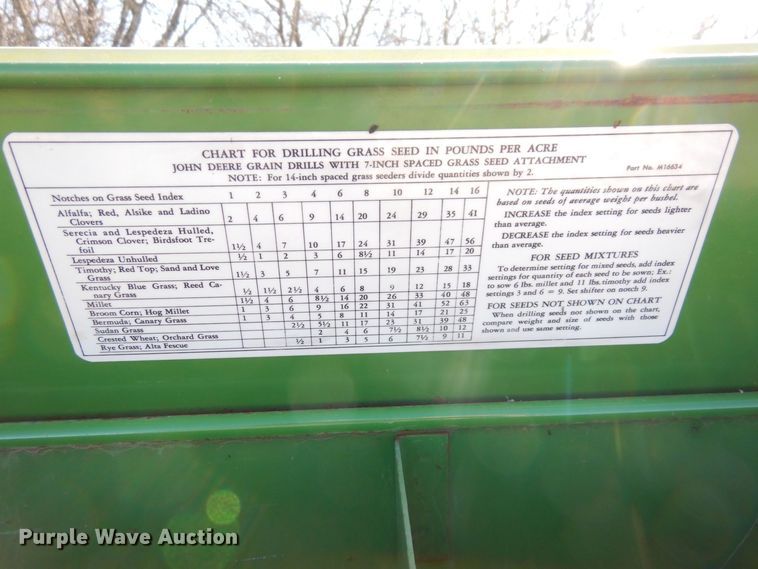 CHART FOR DRILLING GRASS SEED IN POUNDS PER ACRE
JOHN DEERE GRAIN DRILLS WITH 7-INCH SPACED GRASS SEED ATTACHMENT
NOTE: For 14-inch spaced grass seeders divide quantities shown by 2.
Part No. M16634
Notches on Grass Seed Index 1 2 3 4 6 8 10 12 14 16
Alfalfa; Red, Alsike and Ladino
Clovers 2 4 6 9 14 20 24 29 35 41
Serecia and Lespedeza Hulled,
Crimson Clover; Birdsfoot Tre-
foil 1½ 4 7 10 17 24 31 39 47 56
Lespedeza Unhulled ½ 1 2 3 6 8½ 11 14 17 20
Timothy; Red Top; Sand and Love
Grass 1½ 3 5 7 11 15 19 23 28 33
Kentucky Blue Grass; Reed Ca-
nary Grass ½ 1½ 2½ 4 6 8 9 12 15 18
Millet 1½ 4 6 8½ 14 20 26 33 40 48
Broom Corn; Hog Millet 1 3 6 9 16 22 31 41 52 63
Bermuda; Canary Grass 1 3 4 5 8 11 14 17 21 25
Sudan Grass 2½ 5½ 11 17 23 31 39 48
Crested Wheat; Orchard Grass 2 4 6 7½ 8½ 10 12
Rye Grass; Alta Fescue ½ 1 3 5 6 7½ 9 11
NOTE: The quantities shown on this chart are
based on seeds of average weight per bushel.
INCREASE the index setting for seeds lighter
than average.
DECREASE the index setting for seeds heavier
than average.
FOR SEED MIXTURES
To determine setting for mixed seeds, add index
settings for quantity of each seed to be sown; Ex.:
to sow 6 lbs. millet and 11 lbs. timothy add index
settings 3 and 6 = 9. Set shifter on notch 9.
FOR SEEDS NOT SHOWN ON CHART
When drilling seeds not shown on the chart,
compare weight and size of seeds with those
shown and use same setting.
Purple Wave Auction